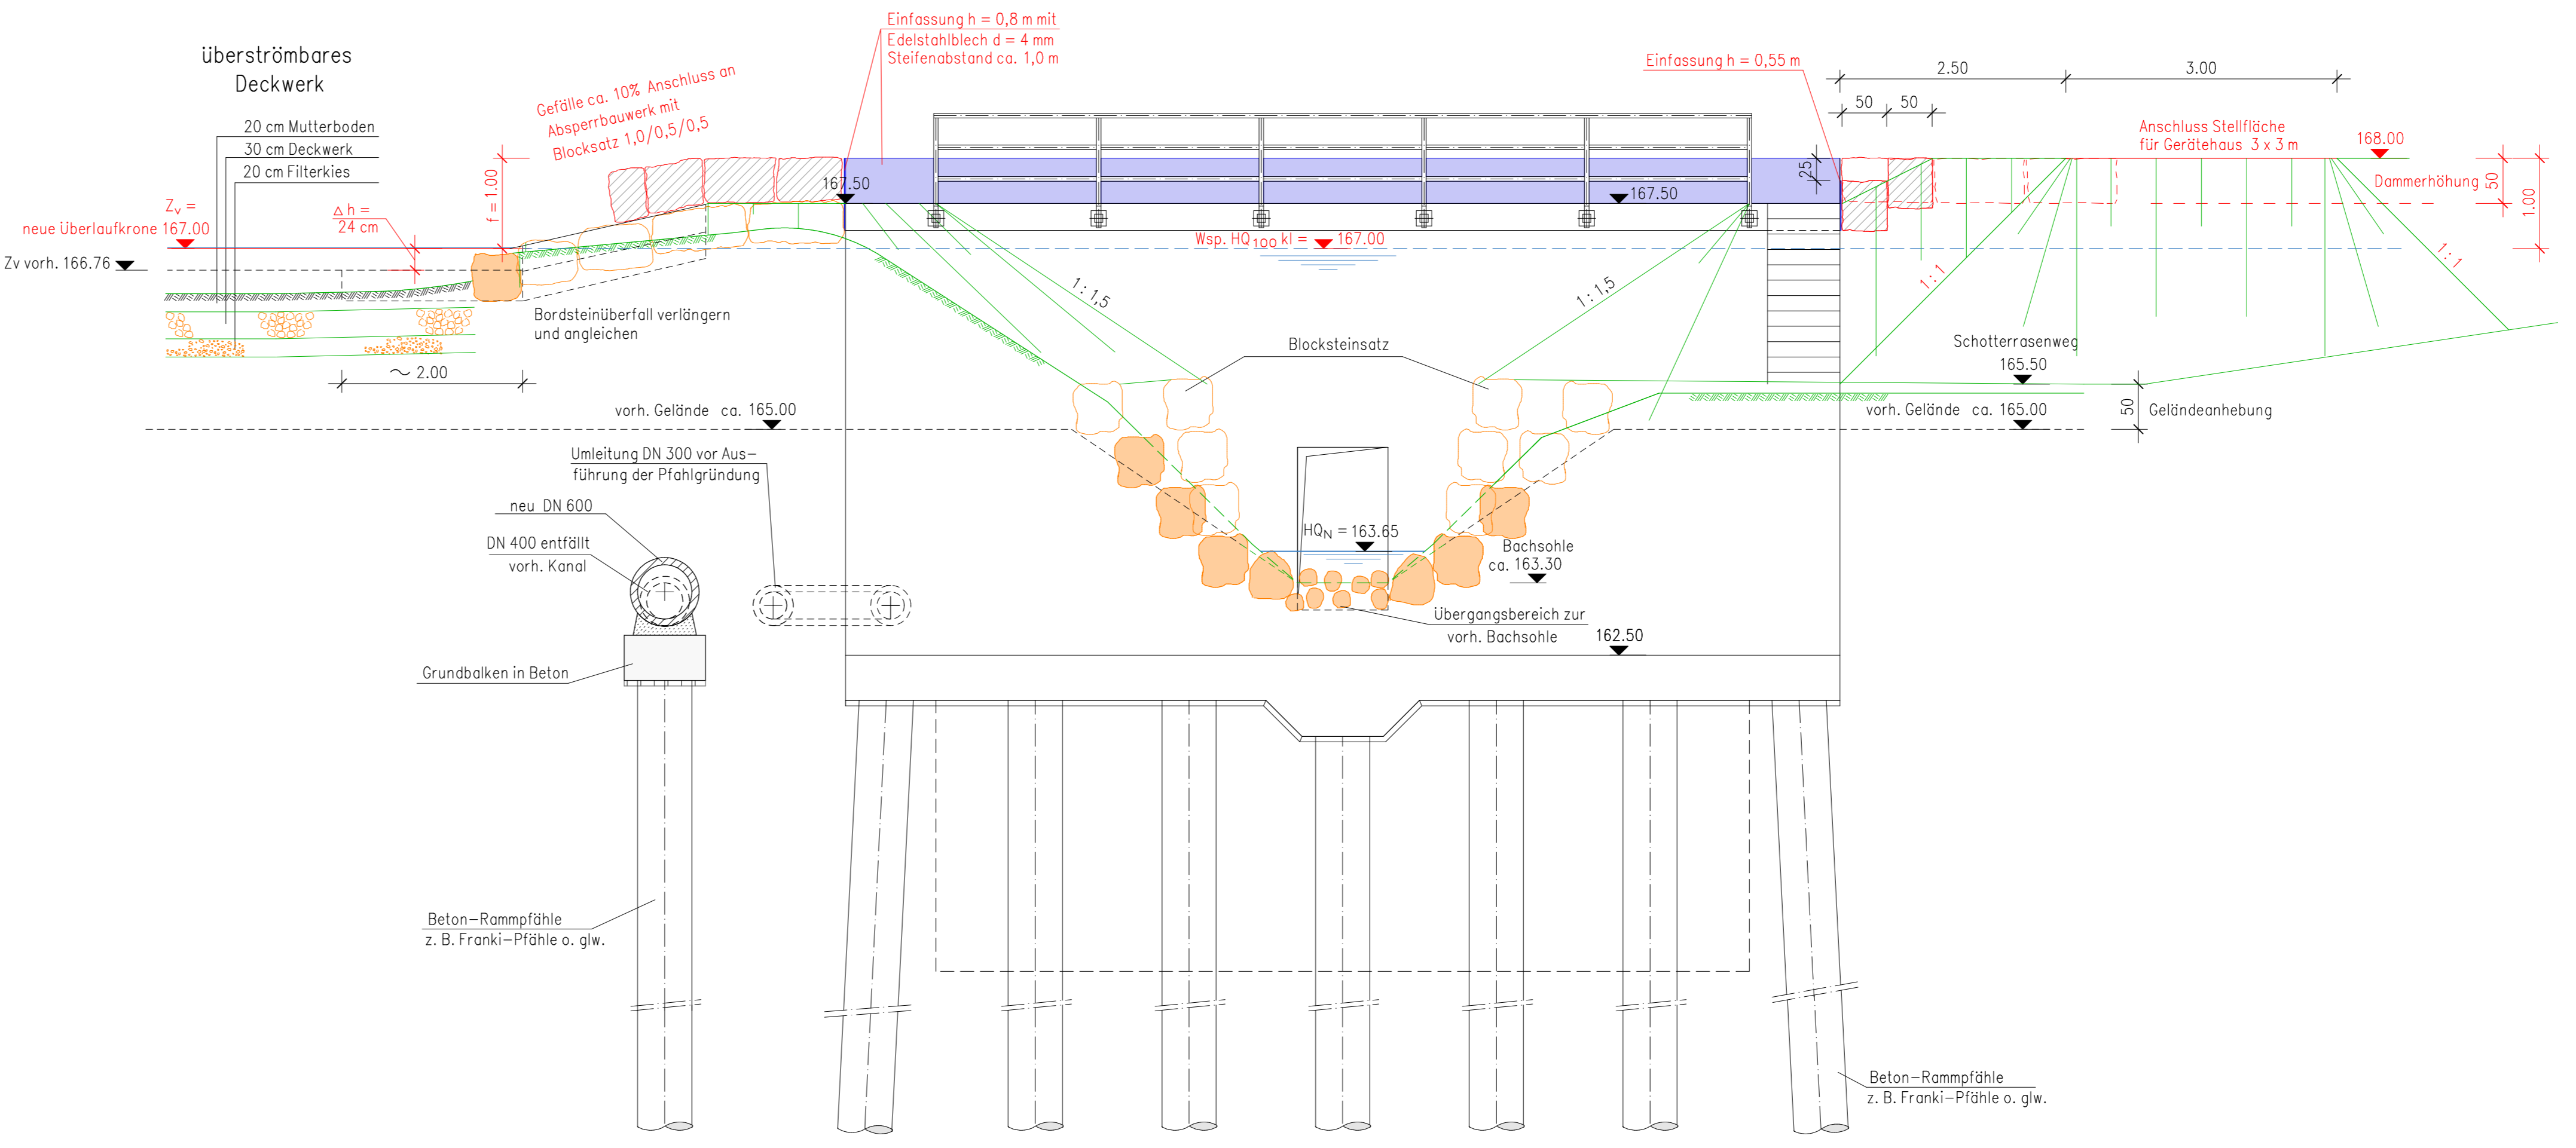 überströmbares
Deckwerk
20 cm Mutterboden
30 cm Deckwerk
20 cm Filterkies
Gefälle ca. 10% Anschluss an
Absperrbauwerk mit
Blocksatz 1,0/0,5/0,5
Einfassung h = 0,8 m mit
Edelstahlblech d = 4 mm
Steifenabstand ca. 1,0 m
Einfassung h = 0,55 m
2.50
3.00
50
50
Anschluss Stellfläche
für Gerätehaus 3 x 3 m
168.00
25
Dammerhöhung
50
1.00
f = 1.00
Zv =
neue Überlaufkrone 167.00
Δ h =
24 cm
Zv vorh. 166.76
167.50
167.50
Wsp. HQ100 kl = 167.00
1 : 1,5
1 : 1,5
1 : 1
1 : 1
Bordsteinüberfall verlängern
und angleichen
~ 2.00
Blocksteinsatz
Schotterrasenweg
165.50
vorh. Gelände ca. 165.00
vorh. Gelände ca. 165.00
50
Geländeanhebung
Umleitung DN 300 vor Aus-
führung der Pfahlgründung
neu DN 600
DN 400 entfällt
vorh. Kanal
HQN = 163.65
Bachsohle
ca. 163.30
Übergangsbereich zur
vorh. Bachsohle
162.50
Grundbalken in Beton
Beton-Rammpfähle
z. B. Franki-Pfähle o. glw.
Beton-Rammpfähle
z. B. Franki-Pfähle o. glw.